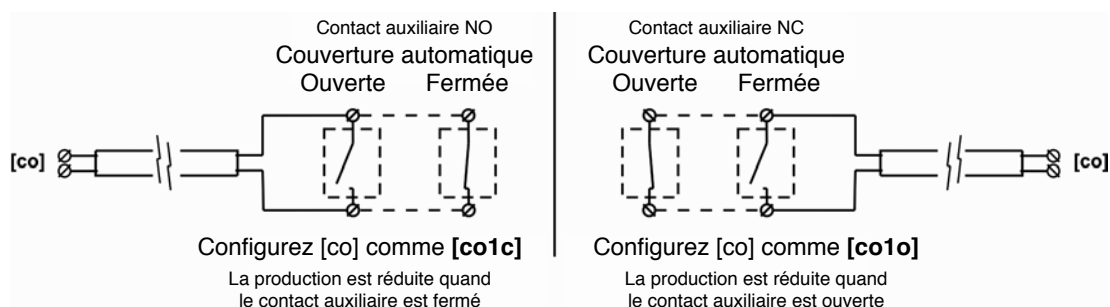 Contact auxiliaire NO
Couverture automatique
Ouverte Fermée
[co]
Configurez [co] comme [co1c]
La production est réduite quand
le contact auxiliaire est fermé
Contact auxiliaire NC
Couverture automatique
Ouverte Fermée
[co]
Configurez [co] comme [co1o]
La production est réduite quand
le contact auxiliaire est ouverte